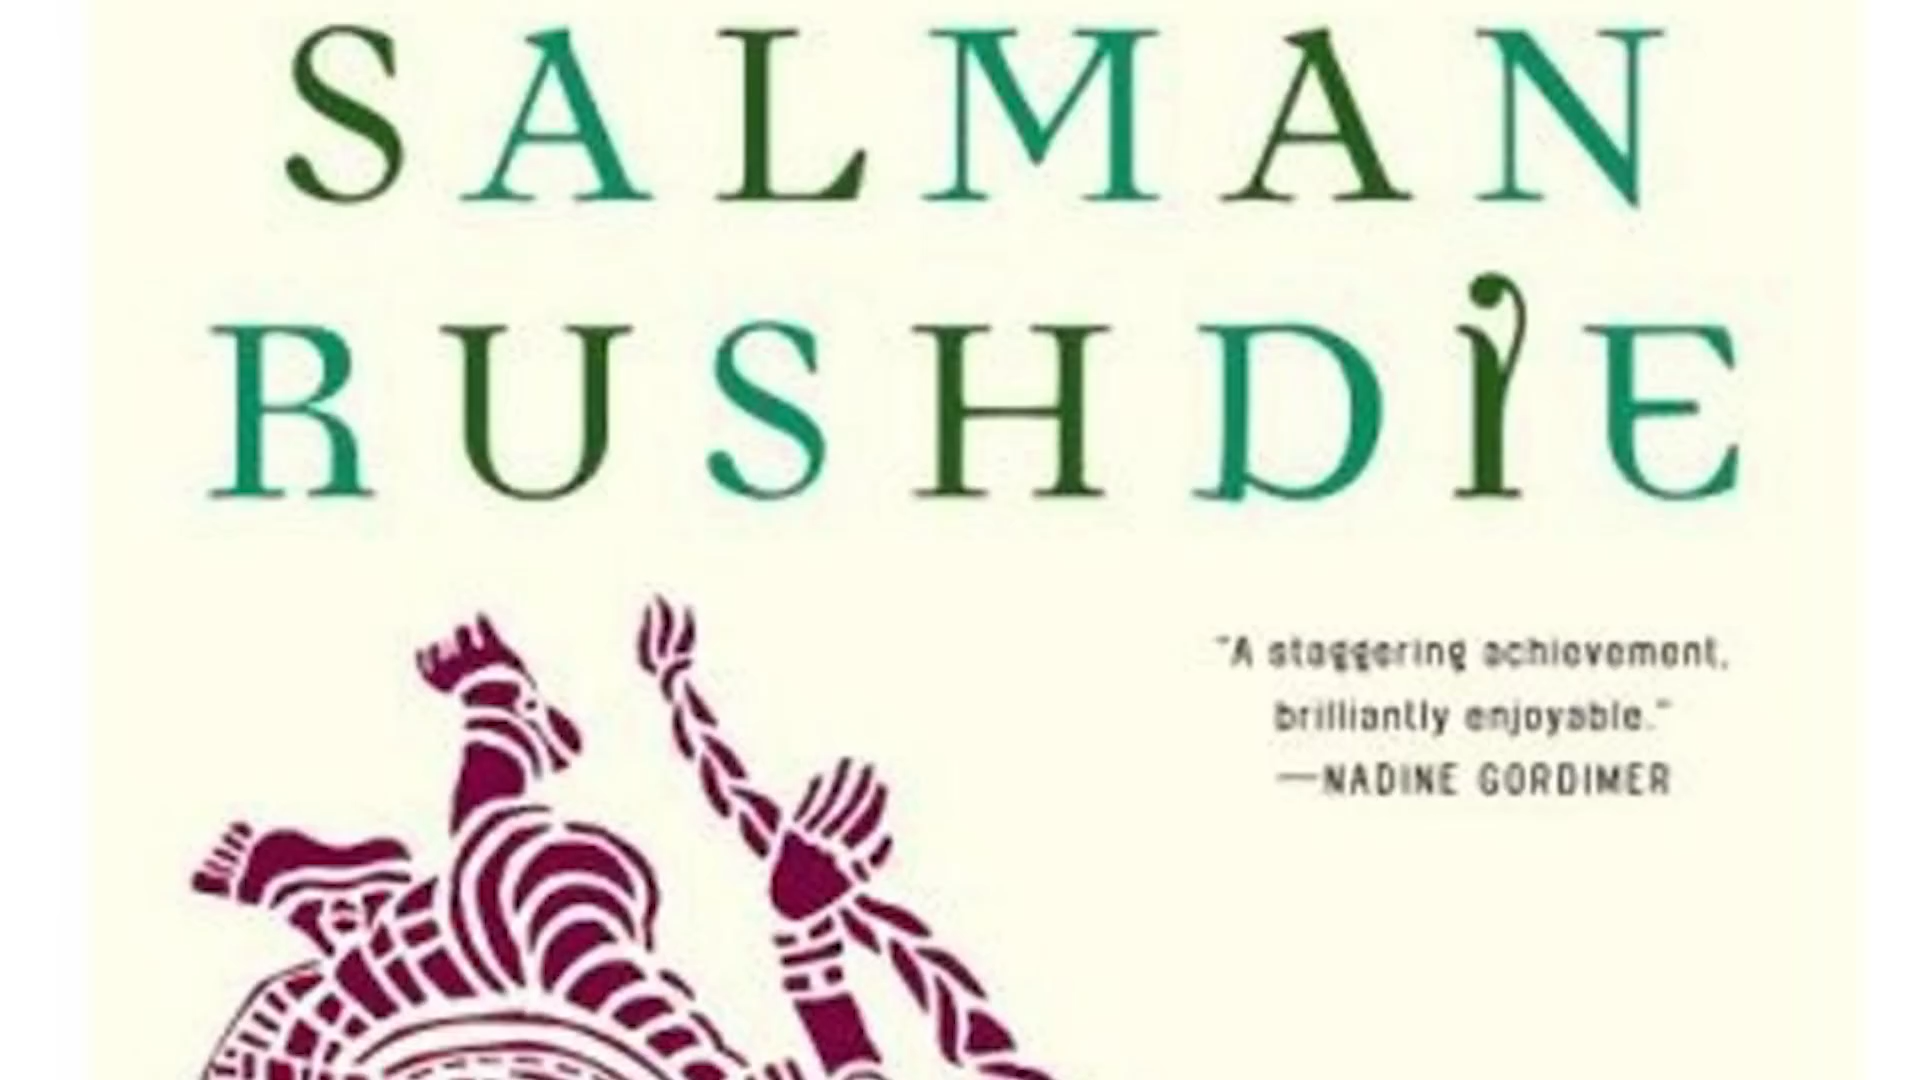 SALMAN
RUSHDIE
"A staggering achievement,
brilliantly enjoyable."
—NADINE GORDIMER